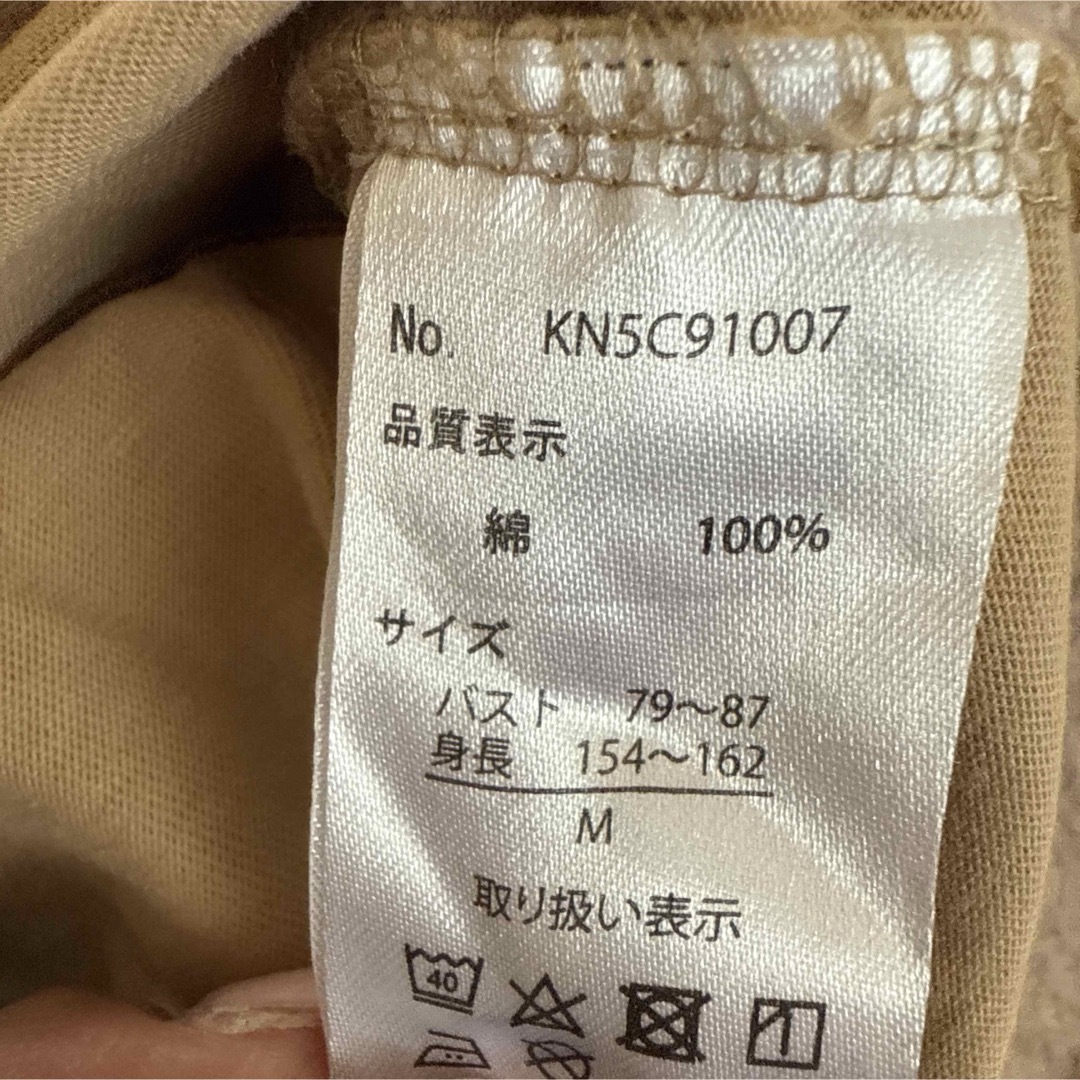 No. KN5C91007
品質表示
綿 100%
サイズ
バスト 79～87
身長 154～162
M
取り扱い表示
40